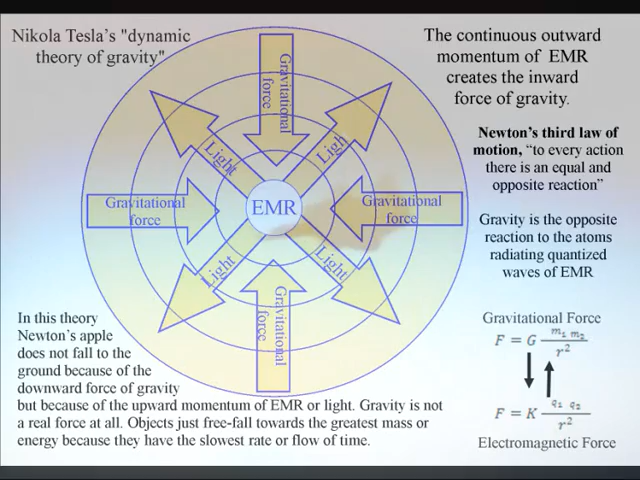 Nikola Tesla's "dynamic
theory of gravity"
The continuous outward
momentum of EMR
creates the inward
force of gravity.
Newton's third law of
motion, “to every action
there is an equal and
opposite reaction”
Gravity is the opposite
reaction to the atoms
radiating quantized
waves of EMR
Gravitational
force
Light
Ligh
Gravitational
force
EMR
Gravitational
force
Light
Light
Gravitational
force
In this theory
Newton's apple
does not fall to the
ground because of the
downward force of gravity
but because of the upward momentum of EMR or light. Gravity is not
a real force at all. Objects just free-fall towards the greatest mass or
energy because they have the slowest rate or flow of time.
Gravitational Force
F = G m₁ m₂ / r²
F = K q₁ q₂ / r²
Electromagnetic Force